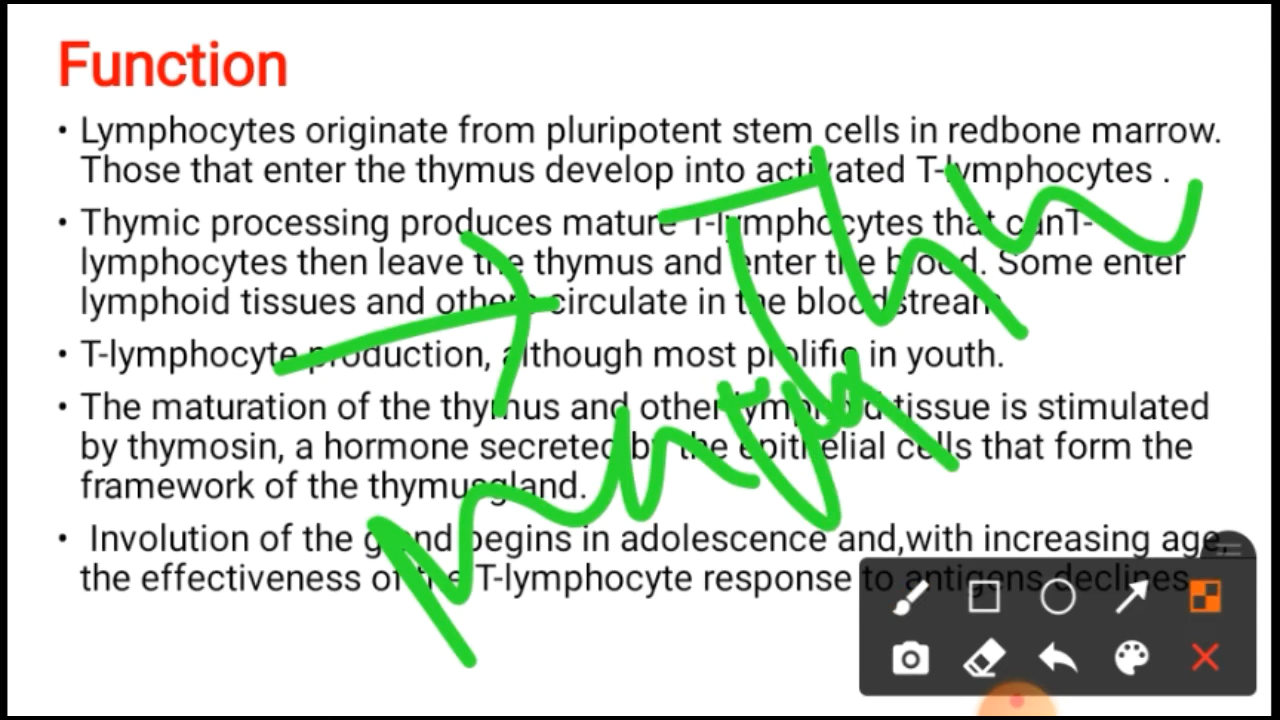 Function
• Lymphocytes originate from pluripotent stem cells in redbone marrow.
Those that enter the thymus develop into activated T-lymphocytes .
• Thymic processing produces mature T-lymphocytes that canT-
lymphocytes then leave the thymus and enter the blood. Some enter
lymphoid tissues and others circulate in the bloodstream.
• T-lymphocyte production, although most prolific in youth.
• The maturation of the thymus and other lymphoid tissue is stimulated
by thymosin, a hormone secreted by the epithelial cells that form the
framework of the thymusgland.
• Involution of the gland begins in adolescence and,with increasing age,
the effectiveness of the T-lymphocyte response to antigens declines